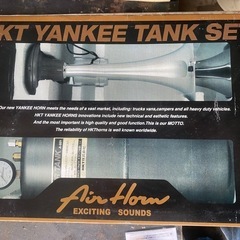 HKT YANKEE TANK SET
Our new YANKEE HORN meets the needs of a vast market, including: trucks vans,campers and all heavy duty vehicles.
HKT YANKEE HORNS innovations include new technical and esthetic features.
And the most important is high quality and good function.This is our MOTTO.
The reliability of HKThorns is well known worldwide.
Air Horn
EXCITING SOUNDS